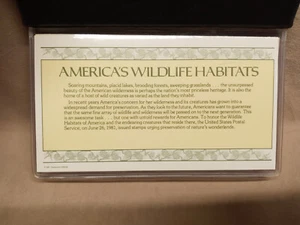 AMERICA'S WILDLIFE HABITATS
Soaring mountains, placid lakes, brooding forests, sweeping grasslands . . . the unsurpassed
beauty of the American wilderness is perhaps the nation's most priceless heritage. It is also the
home of a host of wild creatures as varied as the land they inhabit.
In recent years America's concern for her wilderness and its creatures has grown into a
widespread demand for preservation. As they look to the future, Americans want to guarantee
that the same fine array of wildlife and wilderness will be passed on to the next generation. This
is an awesome task . . . but one with untold rewards for Americans. To honor the Wildlife
Habitats of America and the endearing creatures that reside there, the United States Postal
Service, on June 26, 1981, issued stamps urging preservation of nature's wonderlands.